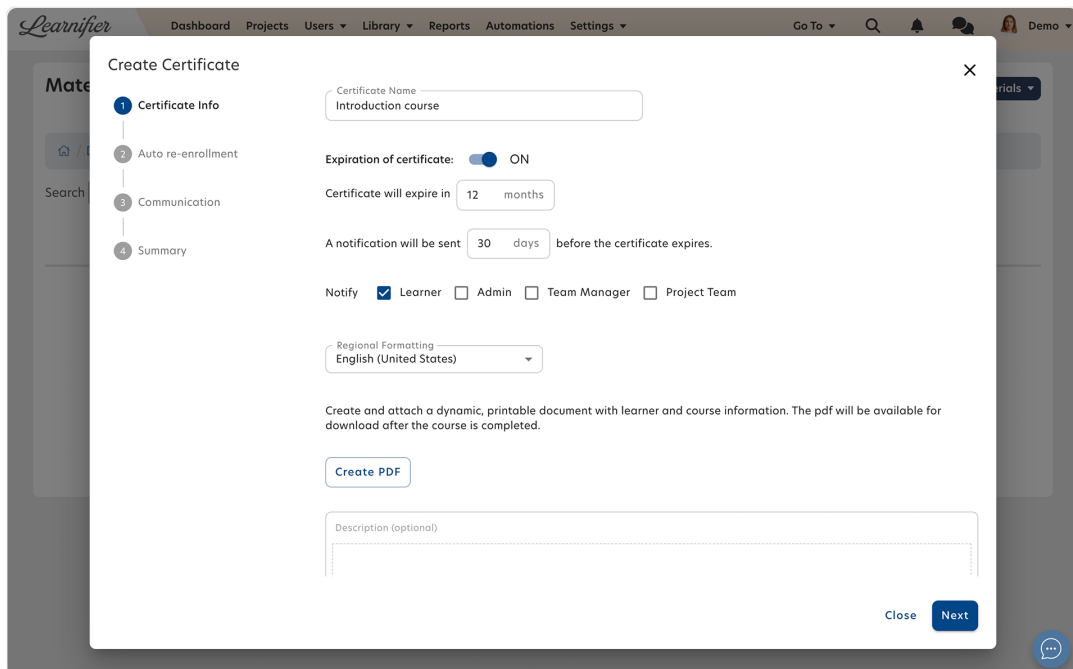 Learnifier
Dashboard Projects Users Library Reports Automations Settings Go To Demo
Create Certificate
Mate
rials
1 Certificate Info
2 Auto re-enrollment
3 Communication
4 Summary
/
Search
Certificate Name
Introduction course
Expiration of certificate: ON
Certificate will expire in 12 months
A notification will be sent 30 days before the certificate expires.
Notify Learner Admin Team Manager Project Team
Regional Formatting
English (United States)
Create and attach a dynamic, printable document with learner and course information. The pdf will be available for
download after the course is completed.
Create PDF
Description (optional)
Close Next